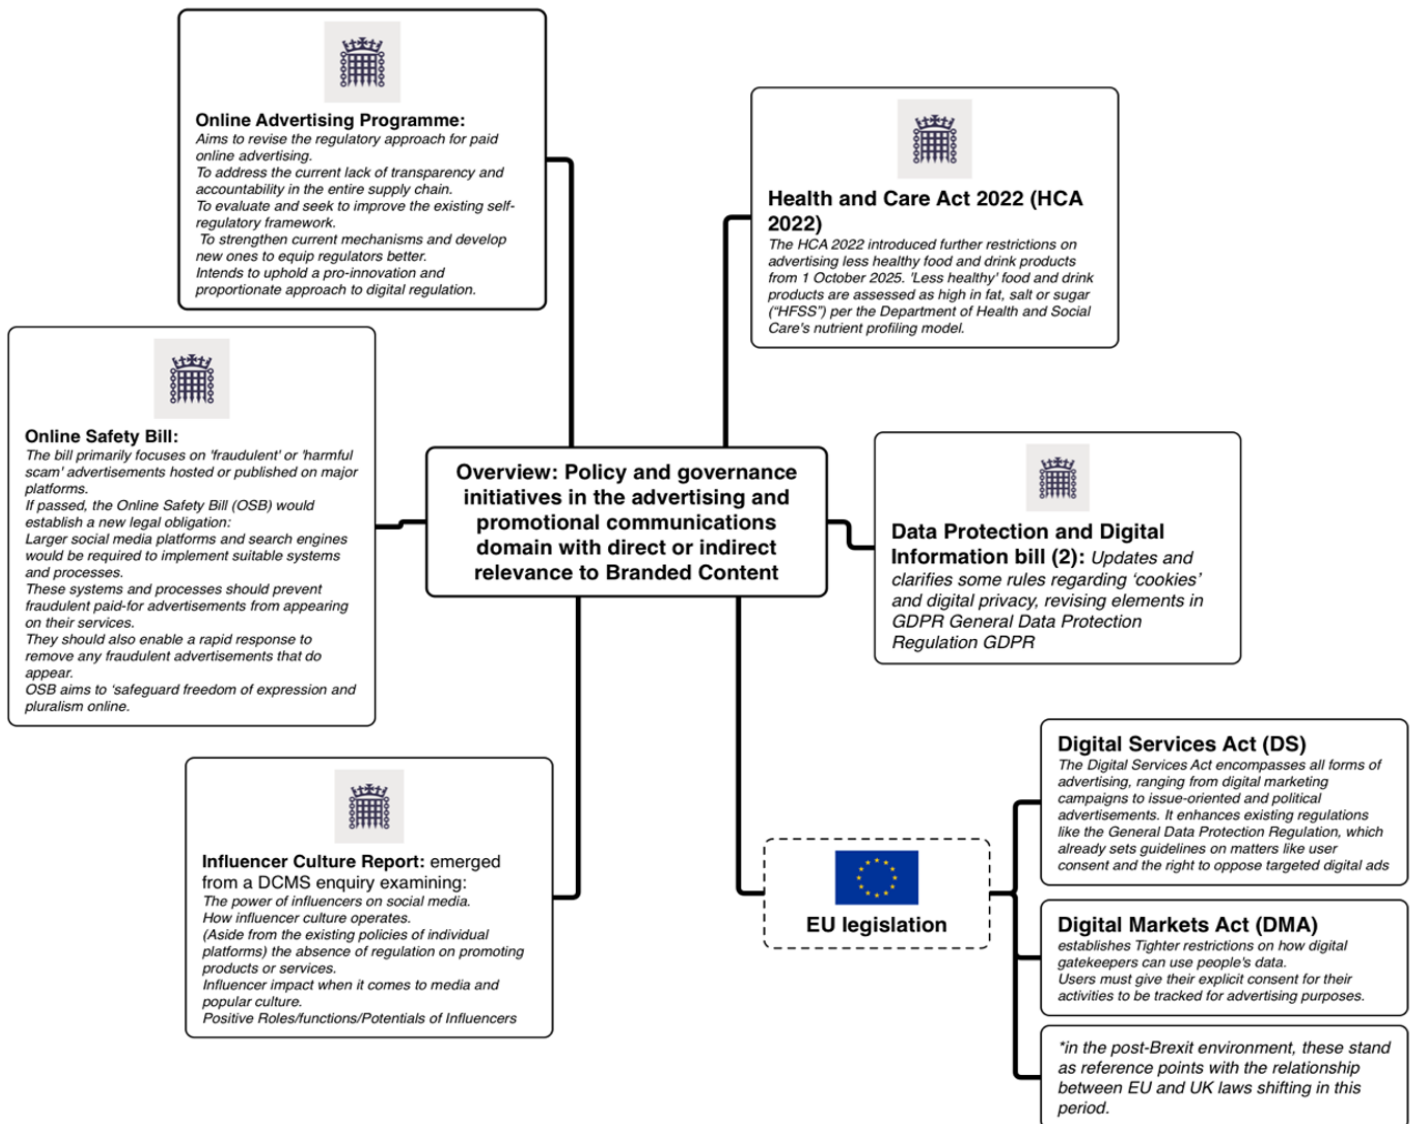 Online Advertising Programme:
Aims to revise the regulatory approach for paid
online advertising.
To address the current lack of transparency and
accountability in the entire supply chain.
To evaluate and seek to improve the existing self-
regulatory framework.
To strengthen current mechanisms and develop
new ones to equip regulators better.
Intends to uphold a pro-innovation and
proportionate approach to digital regulation.
Health and Care Act 2022 (HCA
2022)
The HCA 2022 introduced further restrictions on
advertising less healthy food and drink products
from 1 October 2025. 'Less healthy' food and drink
products are assessed as high in fat, salt or sugar
(“HFSS”) per the Department of Health and Social
Care's nutrient profiling model.
Online Safety Bill:
The bill primarily focuses on 'fraudulent' or 'harmful
scam' advertisements hosted or published on major
platforms.
If passed, the Online Safety Bill (OSB) would
establish a new legal obligation:
Larger social media platforms and search engines
would be required to implement suitable systems
and processes.
These systems and processes should prevent
fraudulent paid-for advertisements from appearing
on their services.
They should also enable a rapid response to
remove any fraudulent advertisements that do
appear.
OSB aims to ‘safeguard freedom of expression and
pluralism online.
Overview: Policy and governance
initiatives in the advertising and
promotional communications
domain with direct or indirect
relevance to Branded Content
Data Protection and Digital
Information bill (2): Updates and
clarifies some rules regarding ‘cookies’
and digital privacy, revising elements in
GDPR General Data Protection
Regulation GDPR
Influencer Culture Report: emerged
from a DCMS enquiry examining:
The power of influencers on social media.
How influencer culture operates.
(Aside from the existing policies of individual
platforms) the absence of regulation on promoting
products or services.
Influencer impact when it comes to media and
popular culture.
Positive Roles/functions/Potentials of Influencers
EU legislation
Digital Services Act (DS)
The Digital Services Act encompasses all forms of
advertising, ranging from digital marketing
campaigns to issue-oriented and political
advertisements. It enhances existing regulations
like the General Data Protection Regulation, which
already sets guidelines on matters like user
consent and the right to oppose targeted digital ads
Digital Markets Act (DMA)
establishes Tighter restrictions on how digital
gatekeepers can use people's data.
Users must give their explicit consent for their
activities to be tracked for advertising purposes.
*in the post-Brexit environment, these stand
as reference points with the relationship
between EU and UK laws shifting in this
period.